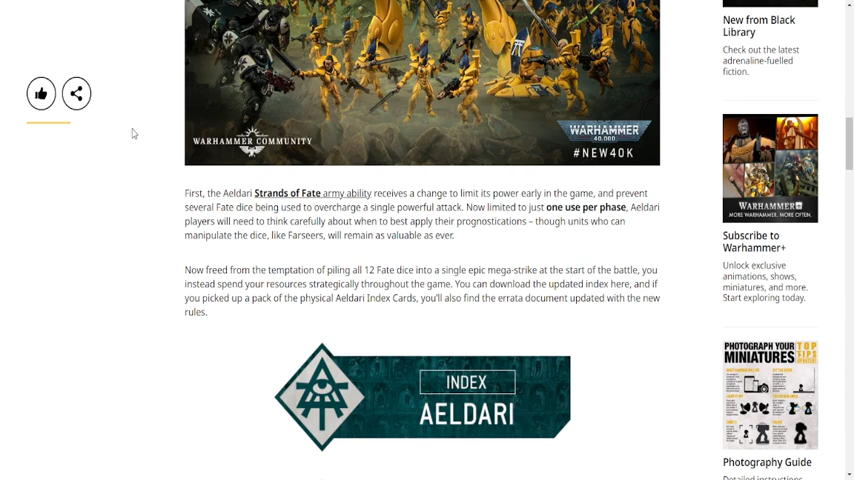 WARHAMMER COMMUNITY
WARHAMMER
40,000
#NEW40K
First, the Aeldari Strands of Fate army ability receives a change to limit its power early in the game, and prevent
several Fate dice being used to overcharge a single powerful attack. Now limited to just one use per phase, Aeldari
players will need to think carefully about when to best apply their prognostications – though units who can
manipulate the dice, like Farseers, will remain as valuable as ever.
Now freed from the temptation of piling all 12 Fate dice into a single epic mega-strike at the start of the battle, you
instead spend your resources strategically throughout the game. You can download the updated index here, and if
you picked up a pack of the physical Aeldari Index Cards, you'll also find the errata document updated with the new
rules.
INDEX
AELDARI
New from Black
Library
Check out the latest
adrenaline-fuelled
fiction.
WARHAMMER+
MORE WARHAMMER. MORE OFTEN.
Subscribe to
Warhammer+
Unlock exclusive
animations, shows,
miniatures, and more.
Start exploring today.
PHOTOGRAPH YOUR
MINIATURES
TOP
TIPS
Photography Guide
Detailed instructions